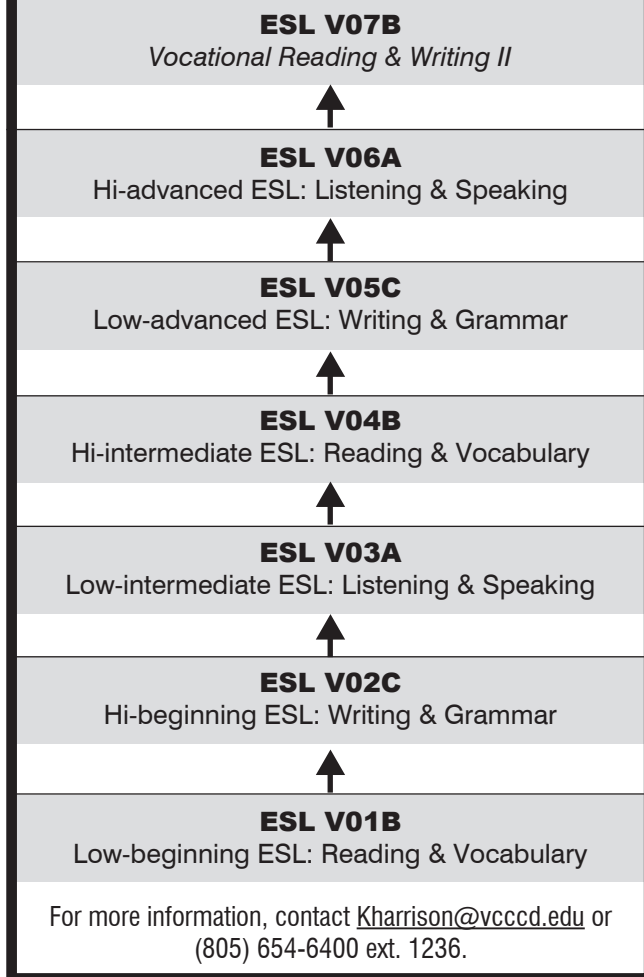 ESL V07B
Vocational Reading & Writing II
ESL V06A
Hi-advanced ESL: Listening & Speaking
ESL V05C
Low-advanced ESL: Writing & Grammar
ESL V04B
Hi-intermediate ESL: Reading & Vocabulary
ESL V03A
Low-intermediate ESL: Listening & Speaking
ESL V02C
Hi-beginning ESL: Writing & Grammar
ESL V01B
Low-beginning ESL: Reading & Vocabulary
For more information, contact Kharrison@vcccd.edu or
(805) 654-6400 ext. 1236.